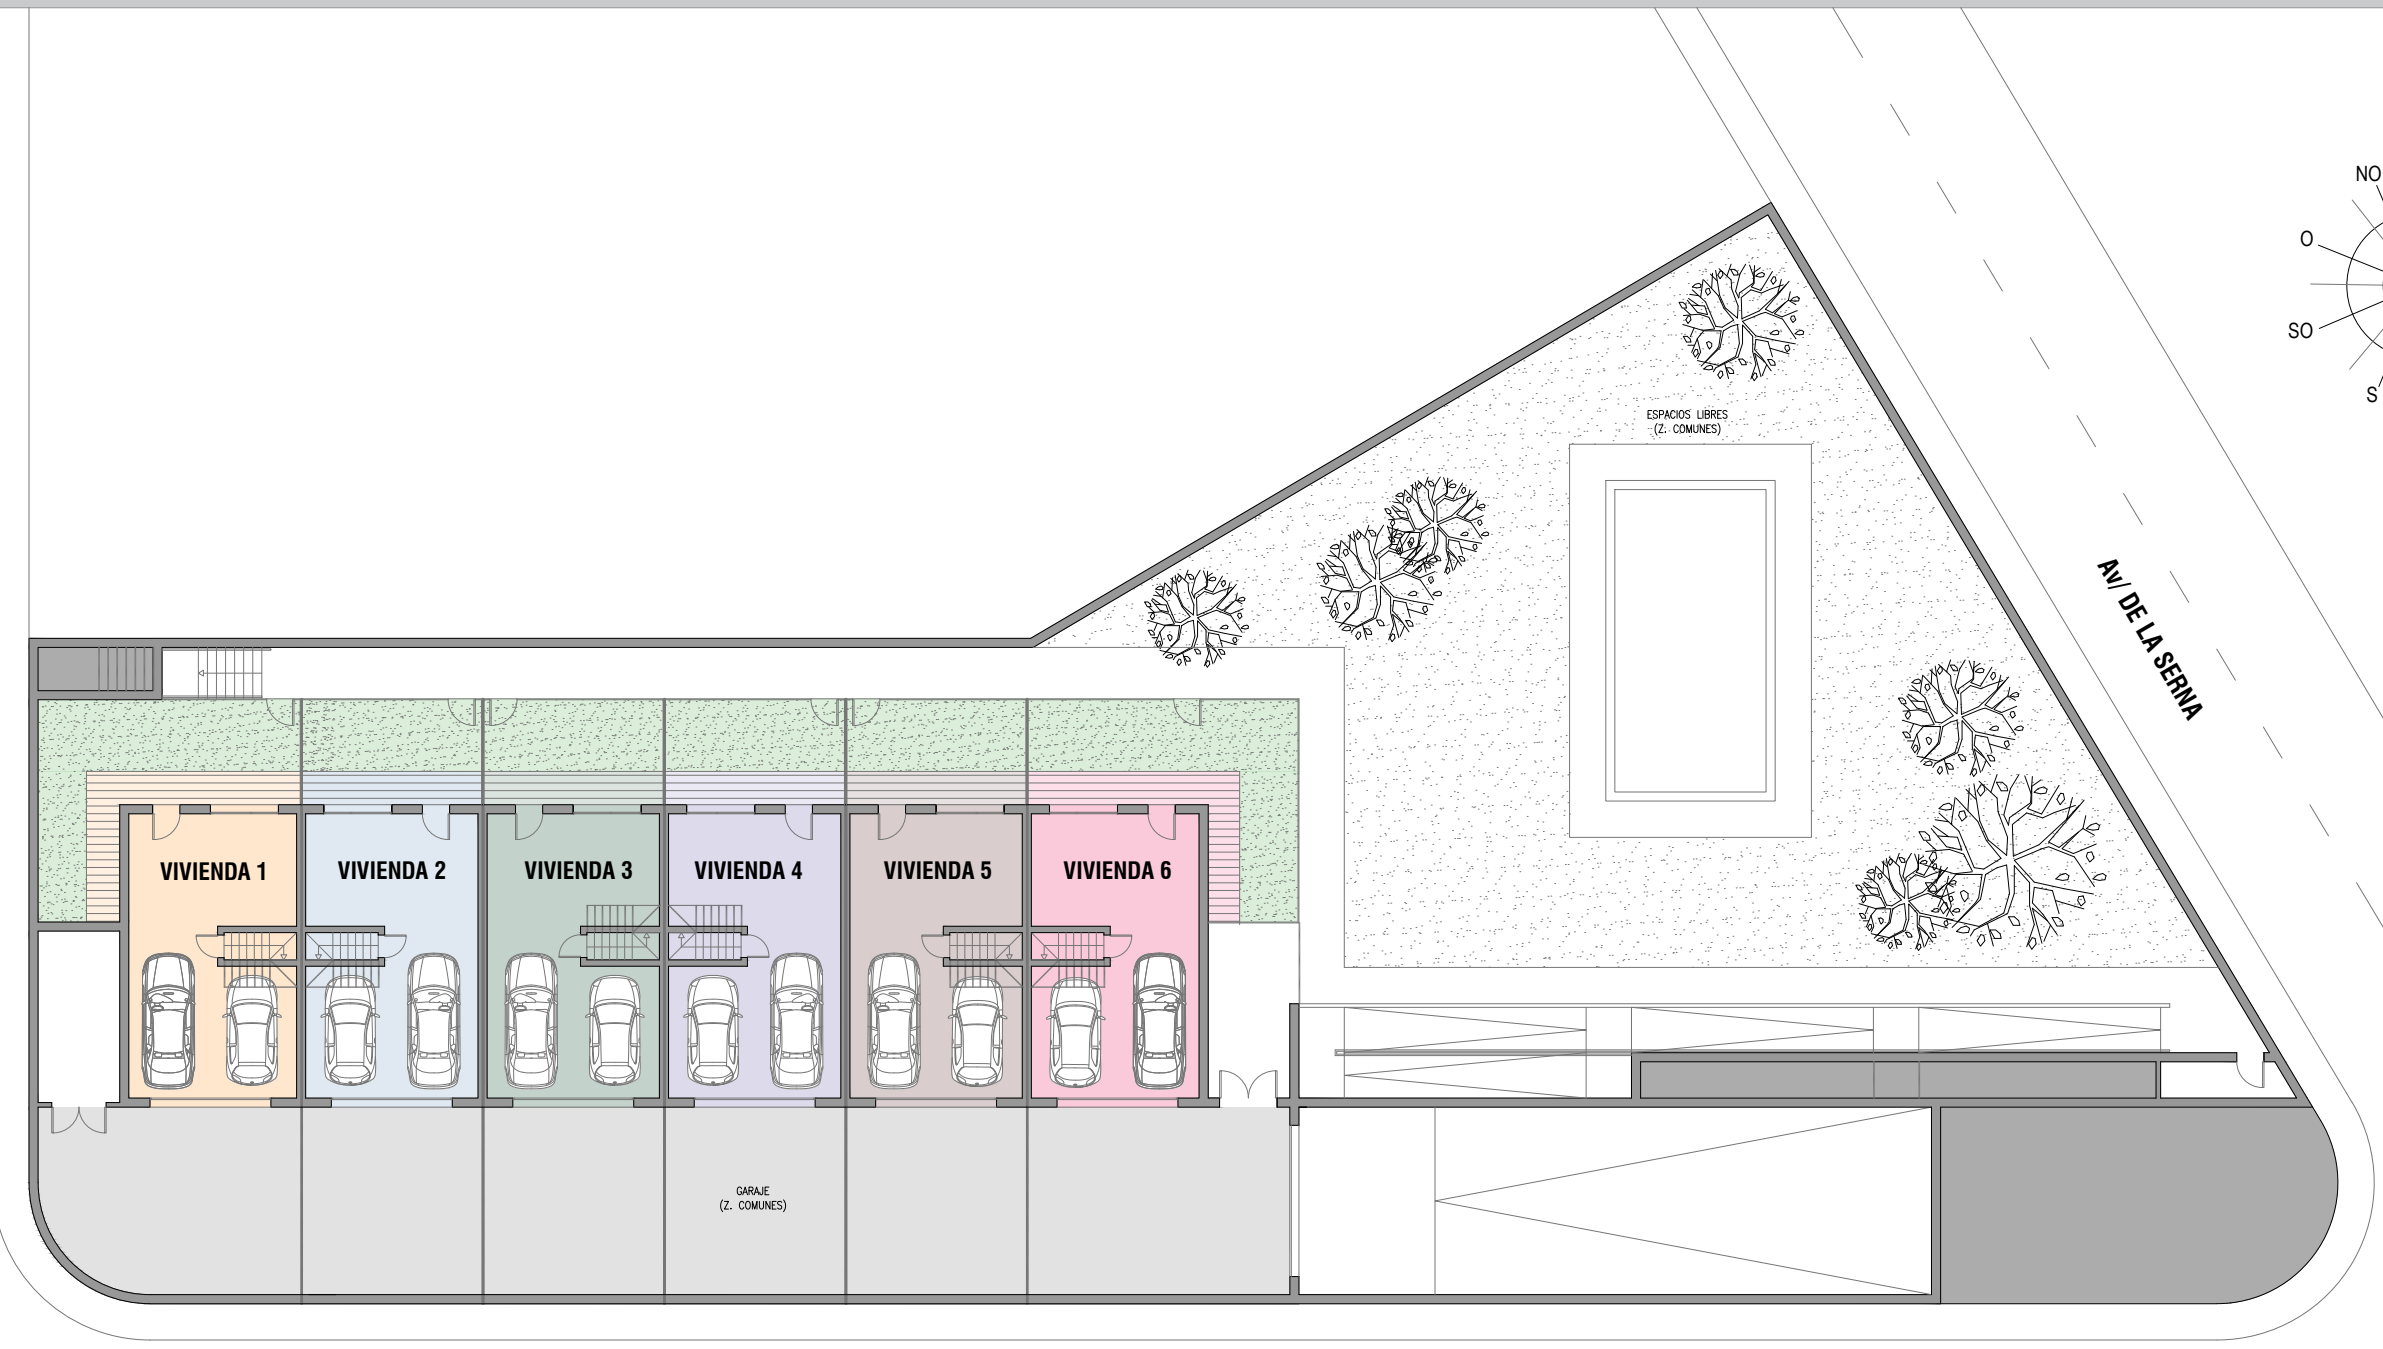 NO
O
SO
S
ESPACIOS LIBRES
(Z. COMUNES)
Av/ DE LA SERNA
VIVIENDA 1
VIVIENDA 2
VIVIENDA 3
VIVIENDA 4
VIVIENDA 5
VIVIENDA 6
GARAJE
(Z. COMUNES)